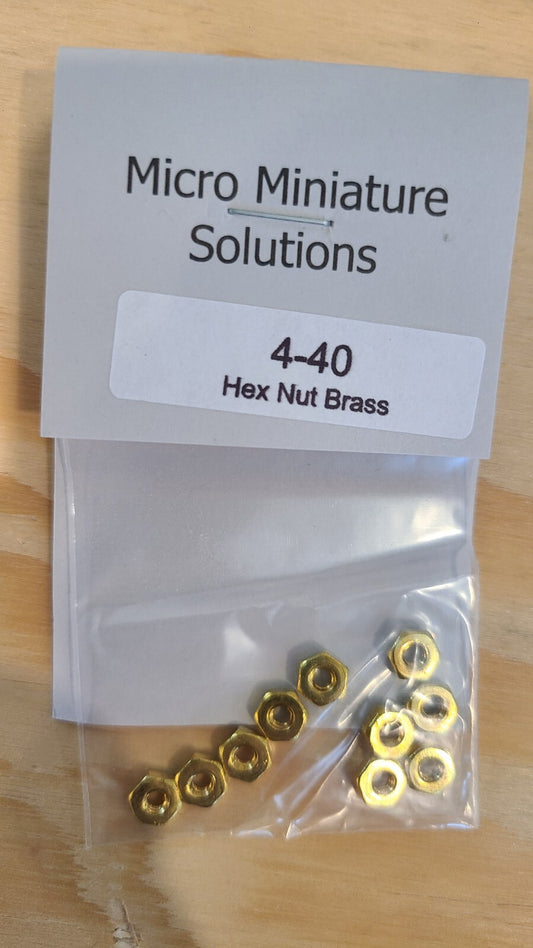 Micro Miniature
Solutions
4-40
Hex Nut Brass